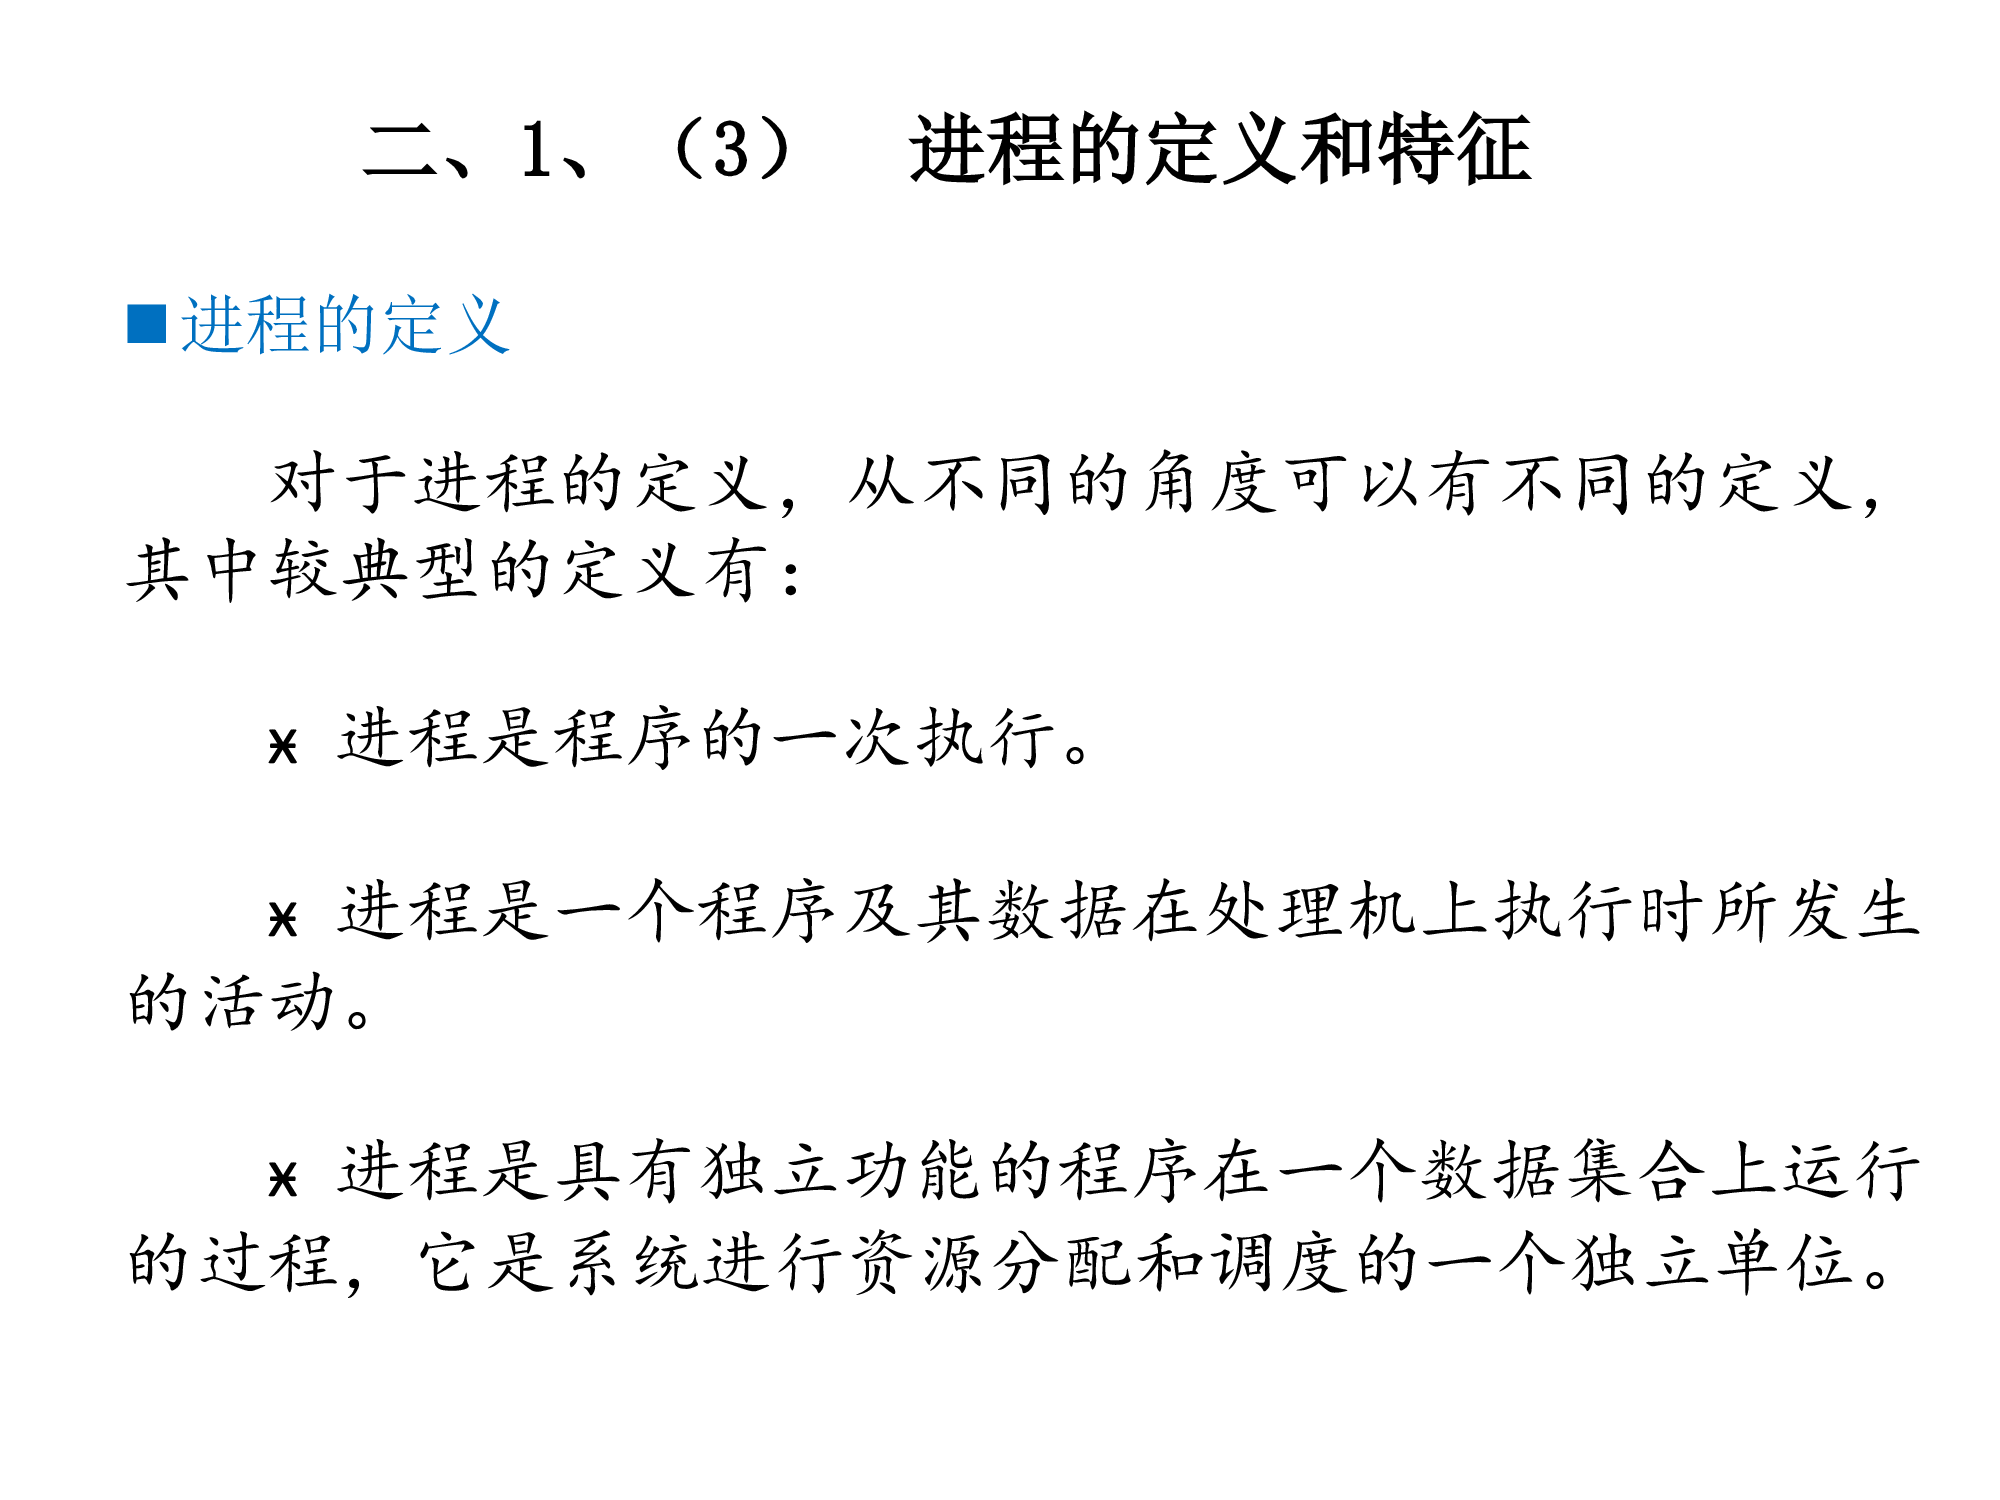 二、1、（3） 进程的定义和特征
■进程的定义
对于进程的定义，从不同的角度可以有不同的定义，
其中较典型的定义有：
ӿ 进程是程序的一次执行。
ӿ 进程是一个程序及其数据在处理机上执行时所发生
的活动。
ӿ 进程是具有独立功能的程序在一个数据集合上运行
的过程，它是系统进行资源分配和调度的一个独立单位。